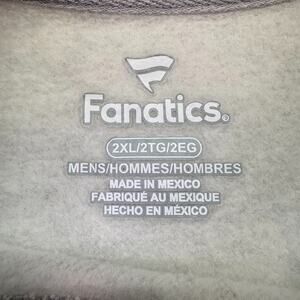 Fanatics®
2XL/2TG/2EG
MENS/HOMMES/HOMBRES
MADE IN MEXICO
FABRIQUÉ AU MEXIQUE
HECHO EN MÉXICO